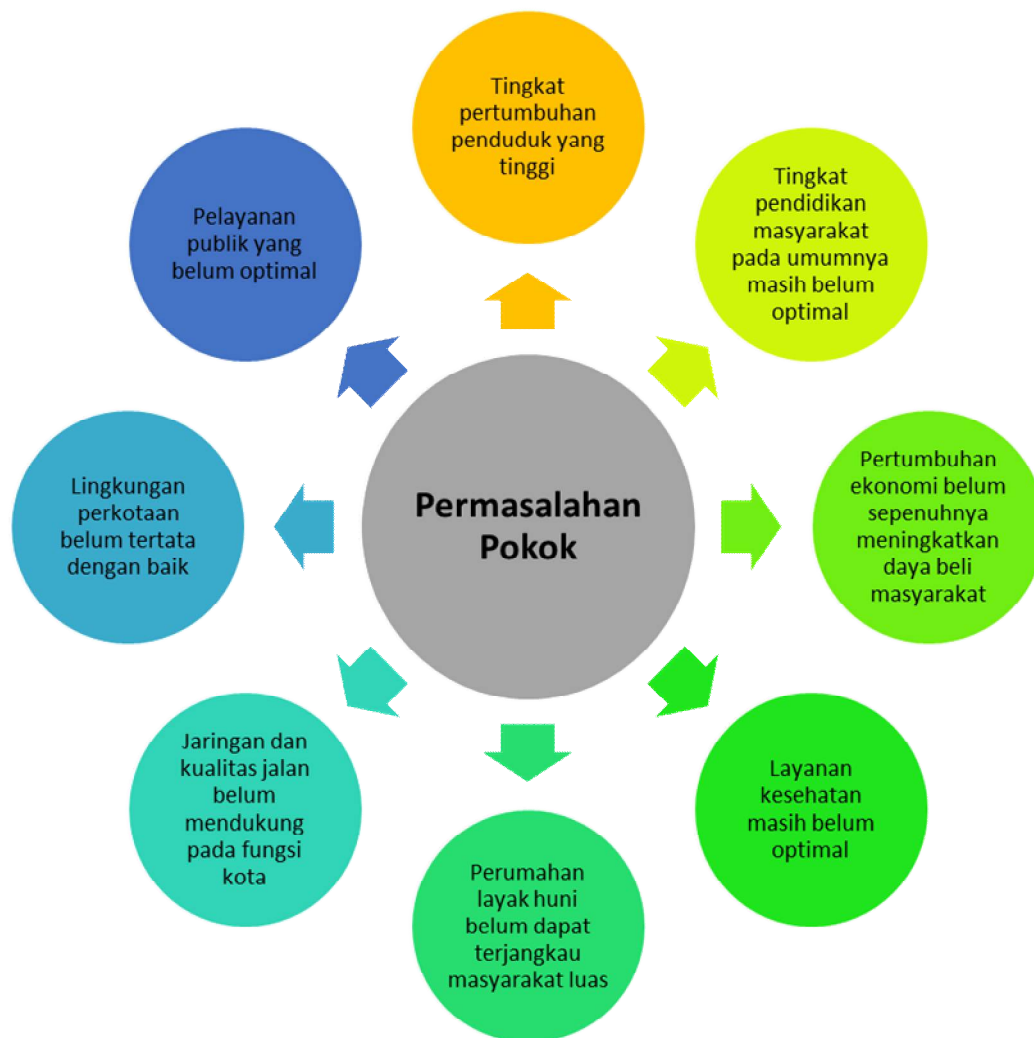 Tingkat
pertumbuhan
penduduk yang
tinggi
Tingkat
pendidikan
masyarakat
pada umumnya
masih belum
optimal
Pertumbuhan
ekonomi belum
sepenuhnya
meningkatkan
daya beli
masyarakat
Layanan
kesehatan
masih belum
optimal
Perumahan
layak huni
belum dapat
terjangkau
masyarakat luas
Jaringan dan
kualitas jalan
belum
mendukung
pada fungsi
kota
Lingkungan
perkotaan
belum tertata
dengan baik
Pelayanan
publik yang
belum optimal
Permasalahan
Pokok